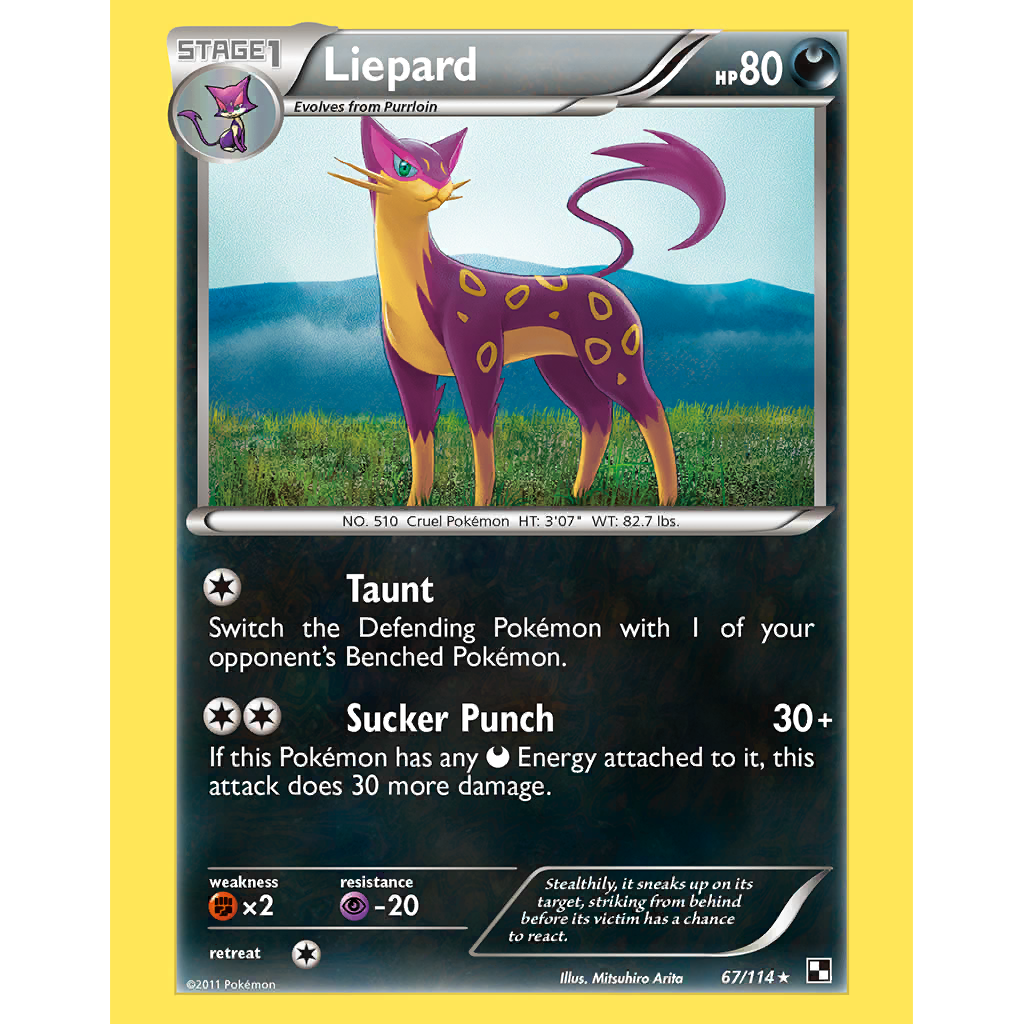 STAGE1
Liepard
HP80
Evolves from Purrloin
NO. 510 Cruel Pokémon HT: 3'07" WT: 82.7 lbs.
Taunt
Switch the Defending Pokémon with 1 of your
opponent's Benched Pokémon.
Sucker Punch 30+
If this Pokémon has any Energy attached to it, this
attack does 30 more damage.
weakness
×2
resistance
-20
retreat
Stealthily, it sneaks up on its
target, striking from behind
before its victim has a chance
to react.
Illus. Mitsuhiro Arita
67/114★
©2011 Pokémon